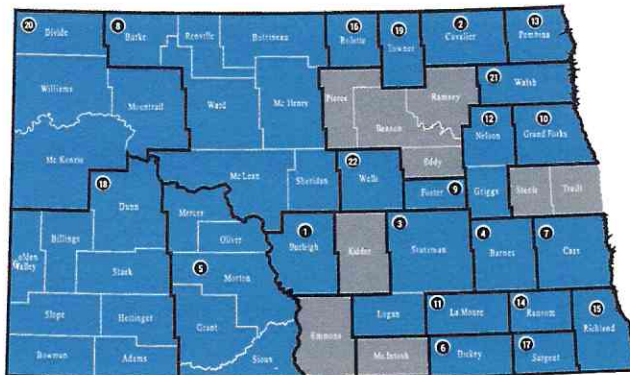 20 Divide
8 Burke
Renville
Bottineau
16 Rolette
19 Towner
2 Cavalier
13 Pembina
Williams
Mountrail
Ward
Mc Henry
Pierce
Ramsey
21 Walsh
Benson
12 Nelson
10 Grand Forks
Mc Kenzie
Eddy
18 Dunn
Mc Lean
Sheridan
22 Wells
Foster 9
Griggs
Steele
Traill
Mercer
Oliver
Billings
Golden Valley
1 Burleigh
Kidder
3 Stutsman
4 Barnes
7 Cass
Stark
5 Morton
Slope
Hettinger
Grant
Emmons
Logan
11 La Moure
14 Ransom
15 Richland
Bowman
Adams
Sioux
Mc Intosh
6 Dickey
17 Sargent